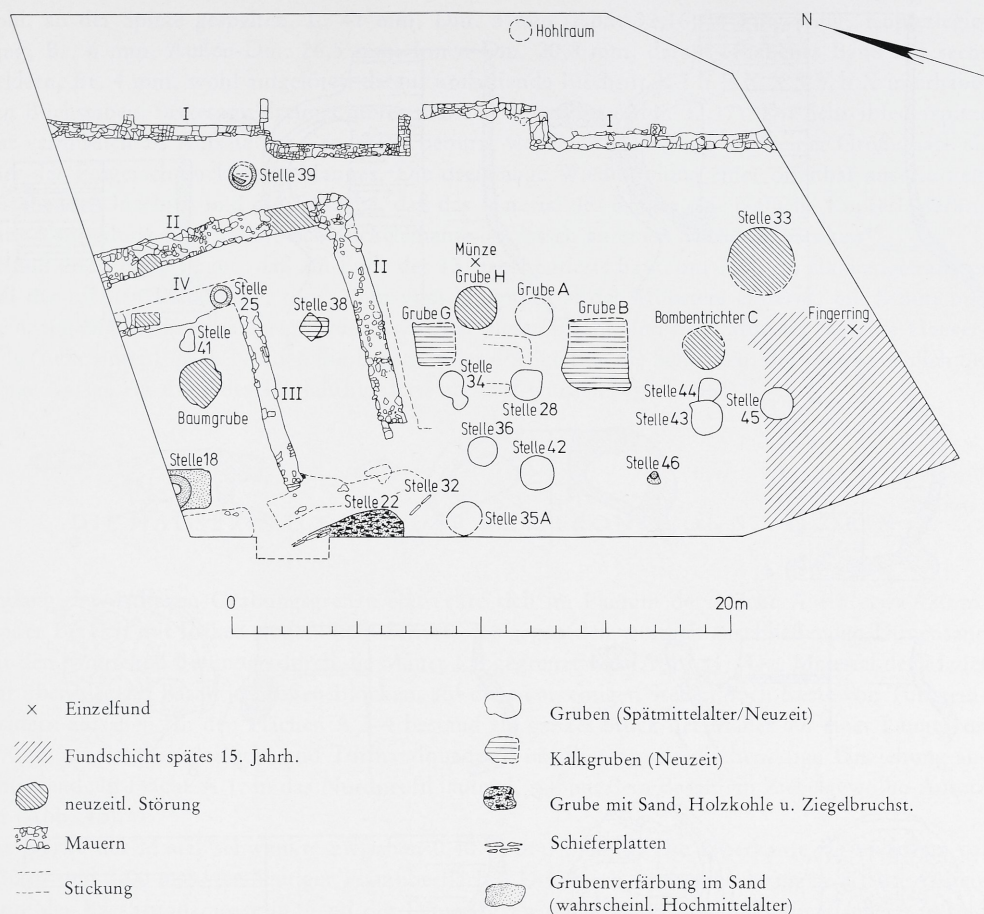 Hohlraum
N
I
I
Stelle 39
II
Stelle 33
II
Münze
Grube H
Grube A
IV
Stelle
25
Stelle 38
Grube G
Grube B
Bombentrichter C
Fingerring
Stelle
41
Stelle
34
Stelle 28
Stelle 44
Stelle
45
III
Baumgrube
Stelle 43
Stelle
36
Stelle
42
Stelle 18
Stelle 46
Stelle 32
Stelle 22
Stelle 35A
0
20m
× Einzelfund
Fundschicht spätes 15. Jahrh.
neuzeitl. Störung
Mauern
Stickung
Gruben (Spätmittelalter/Neuzeit)
Kalkgruben (Neuzeit)
Grube mit Sand, Holzkohle u. Ziegelbruchst.
Schieferplatten
Grubenverfärbung im Sand
(wahrscheinl. Hochmittelalter)